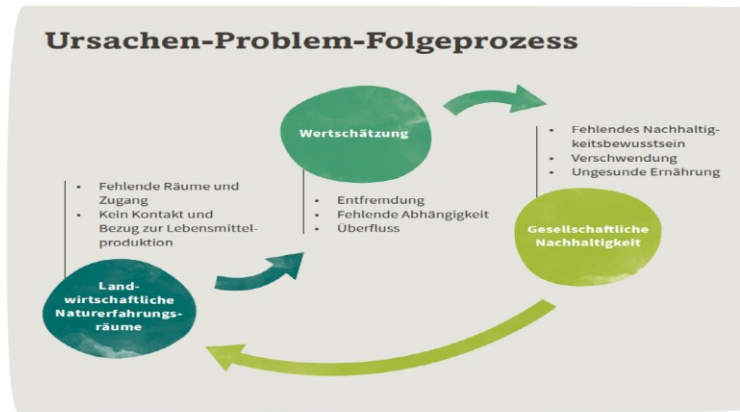 Ursachen-Problem-Folgeprozess
Wertschätzung
• Fehlendes Nachhaltig-
keitsbewusstsein
• Verschwendung
• Ungesunde Ernährung
• Fehlende Räume und
Zugang
• Kein Kontakt und
Bezug zur Lebensmittel-
produktion
• Entfremdung
• Fehlende Abhängigkeit
• Überfluss
Gesellschaftliche
Nachhaltigkeit
Land-
wirtschaftliche
Naturerfahrungs-
räume